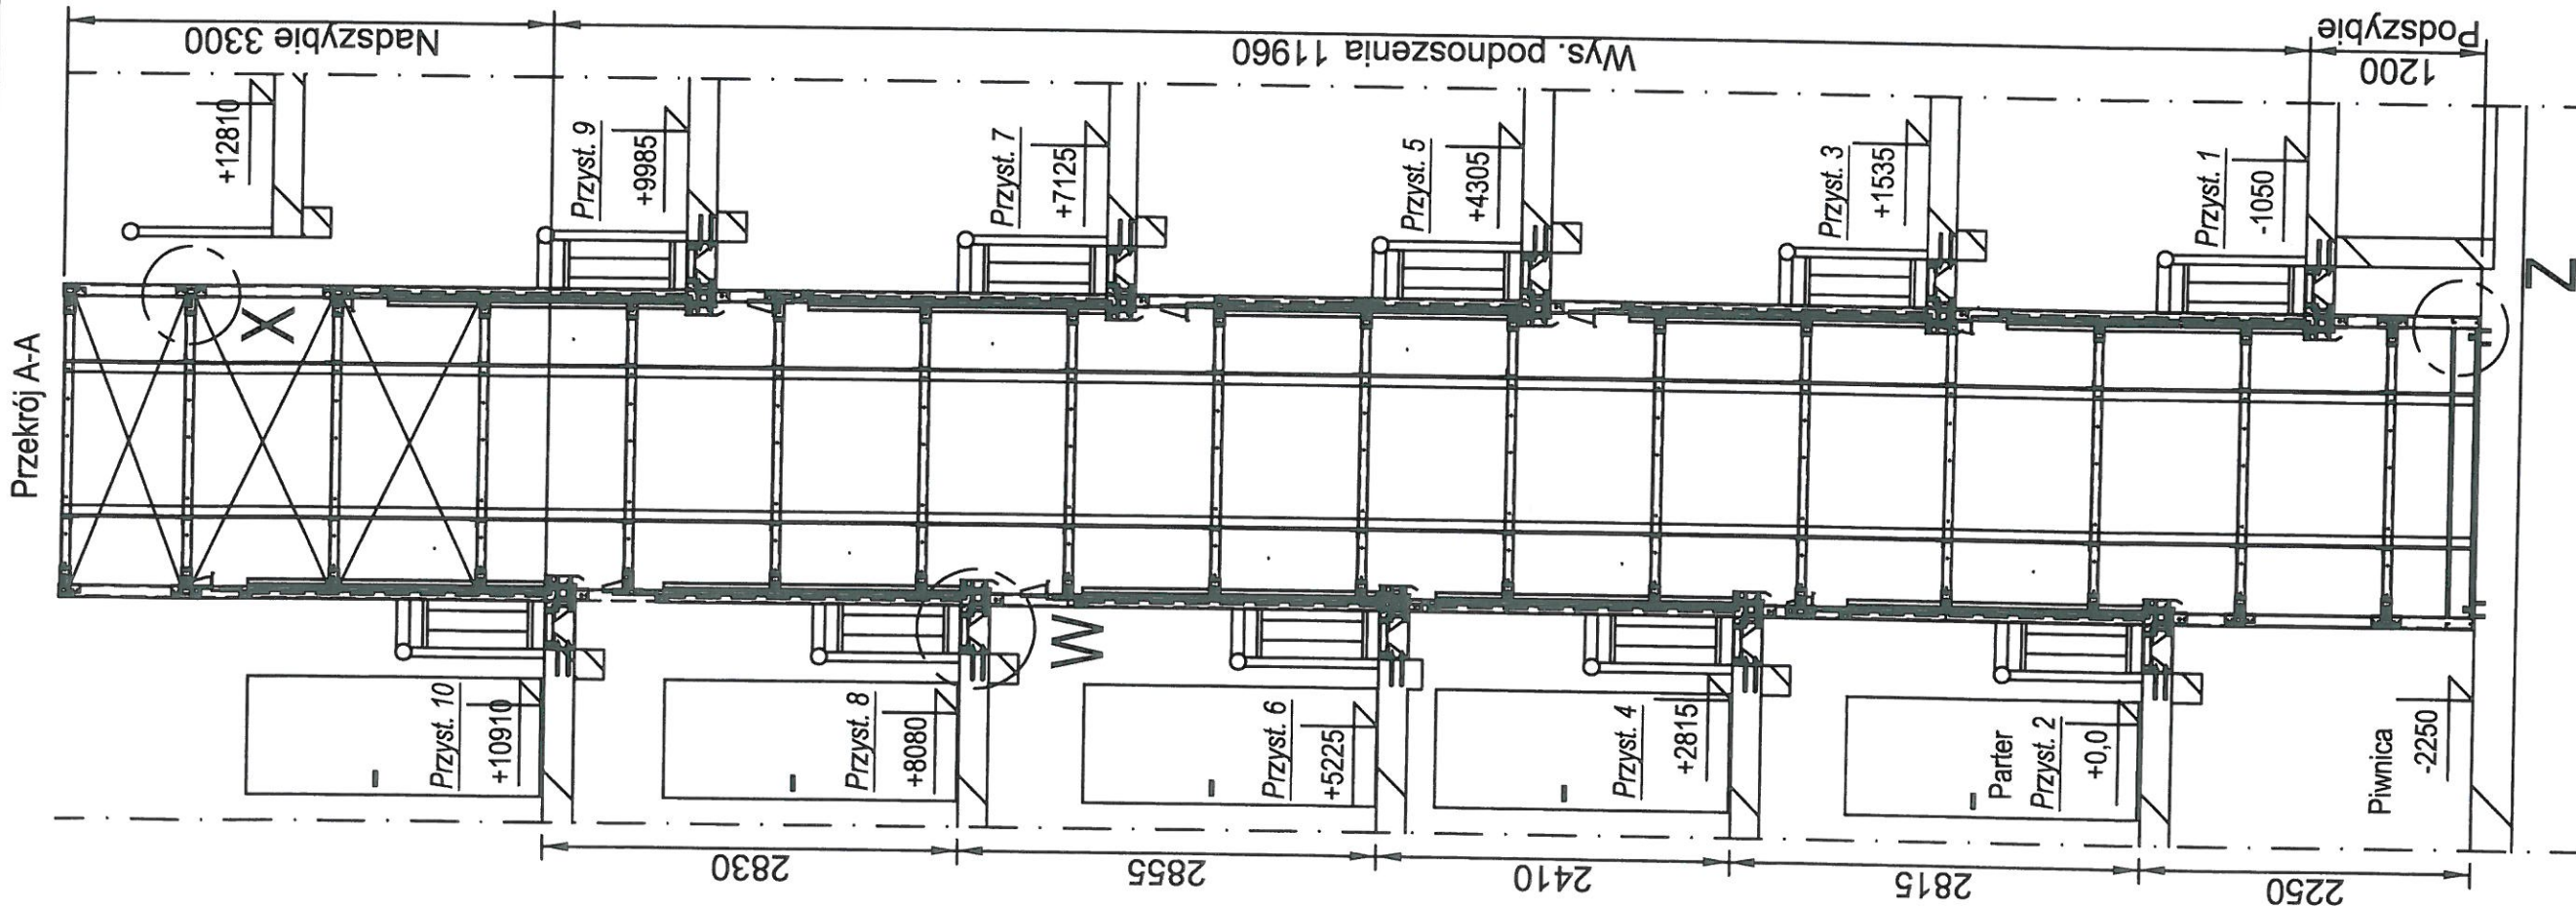 Przekrój A-A
Nadszybie 3300
Wys. podnoszenia 11960
Podszybie
1200
+12810
Przyst. 9
+9985
Przyst. 7
+7125
Przyst. 5
+4305
Przyst. 3
+1535
Przyst. 1
-1050
X
W
Z
Przyst. 10
+10910
Przyst. 8
+8080
Przyst. 6
+5225
Przyst. 4
+2815
Parter
Przyst. 2
+0,0
Piwnica
-2250
2830
2855
2410
2815
2250